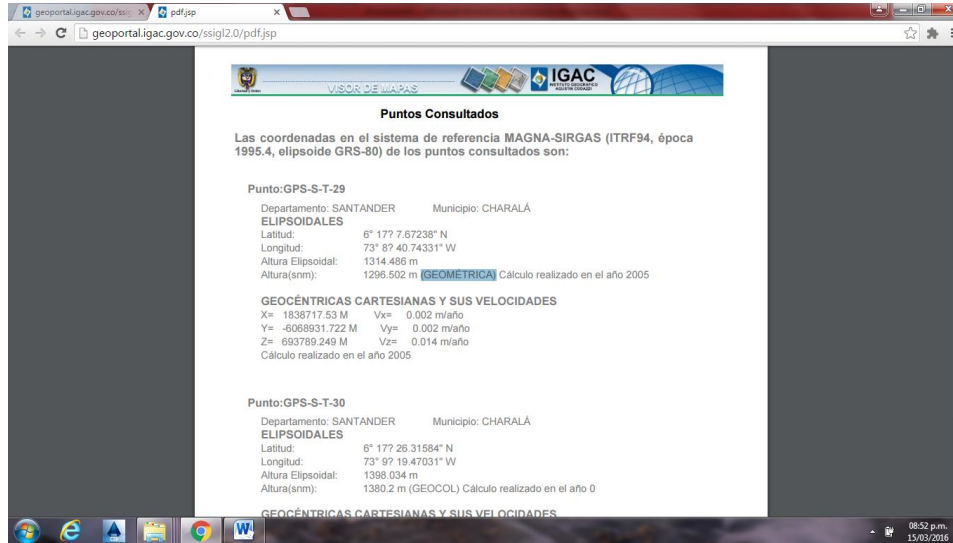 geoportal.igac.gov.co/ssig
pdf.jsp
geoportal.igac.gov.co/ssigl2.0/pdf.jsp
Libertad y Orden
VISOR DE MAPAS
IGAC
INSTITUTO GEOGRÁFICO
AGUSTÍN CODAZZI
Puntos Consultados
Las coordenadas en el sistema de referencia MAGNA-SIRGAS (ITRF94, época
1995.4, elipsoide GRS-80) de los puntos consultados son:
Punto:GPS-S-T-29
Departamento: SANTANDER Municipio: CHARALÁ
ELIPSOIDALES
Latitud: 6° 17? 7.67238" N
Longitud: 73° 8? 40.74331" W
Altura Elipsoidal: 1314.486 m
Altura(snm): 1296.502 m (GEOMÉTRICA) Cálculo realizado en el año 2005
GEOCÉNTRICAS CARTESIANAS Y SUS VELOCIDADES
X= 1838717.53 M Vx= 0.002 m/año
Y= -6068931.722 M Vy= 0.002 m/año
Z= 693789.249 M Vz= 0.014 m/año
Cálculo realizado en el año 2005
Punto:GPS-S-T-30
Departamento: SANTANDER Municipio: CHARALÁ
ELIPSOIDALES
Latitud: 6° 17? 26.31584" N
Longitud: 73° 9? 19.47031" W
Altura Elipsoidal: 1398.034 m
Altura(snm): 1380.2 m (GEOCOL) Cálculo realizado en el año 0
GEOCÉNTRICAS CARTESIANAS Y SUS VELOCIDADES
08:52 p.m.
15/03/2016